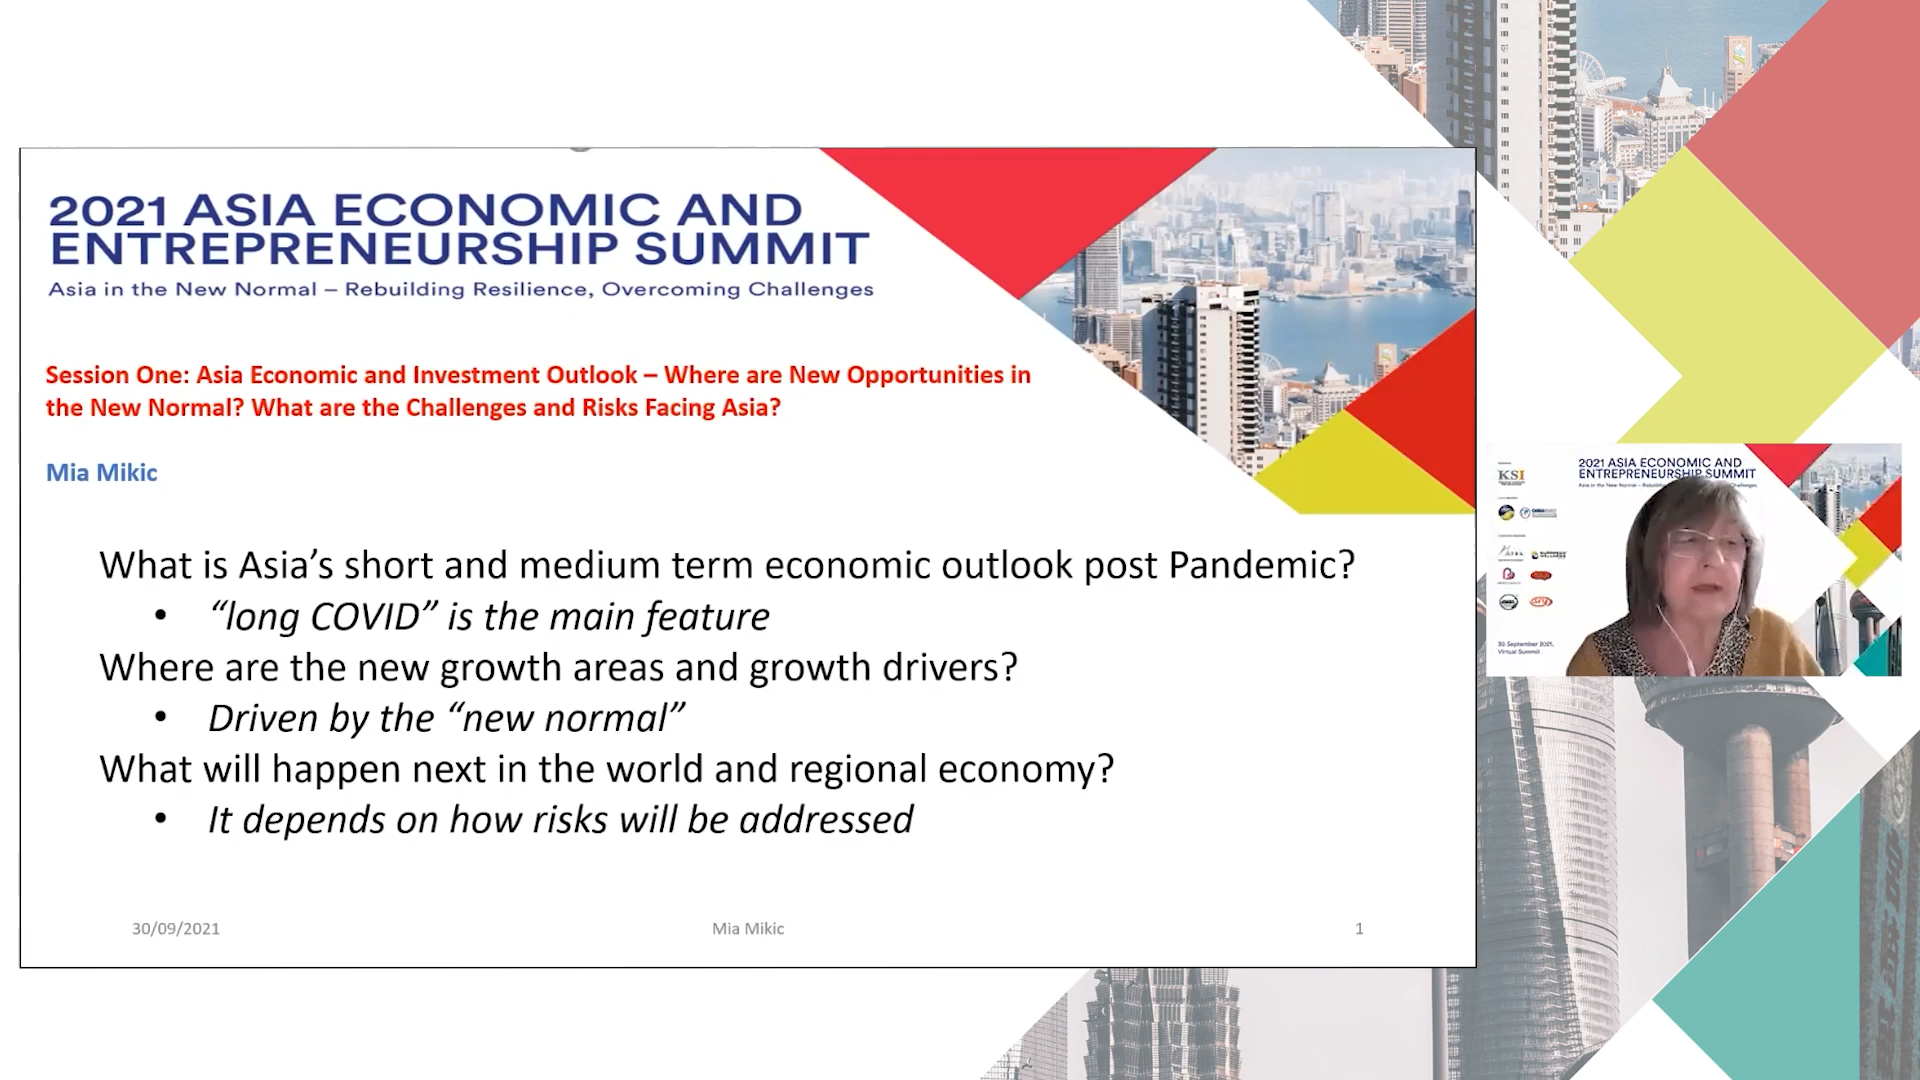 2021 ASIA ECONOMIC AND
ENTREPRENEURSHIP SUMMIT
Asia in the New Normal – Rebuilding Resilience, Overcoming Challenges
Session One: Asia Economic and Investment Outlook – Where are New Opportunities in
the New Normal? What are the Challenges and Risks Facing Asia?
Mia Mikic
What is Asia’s short and medium term economic outlook post Pandemic?
• “long COVID” is the main feature
Where are the new growth areas and growth drivers?
• Driven by the “new normal”
What will happen next in the world and regional economy?
• It depends on how risks will be addressed
30/09/2021
Mia Mikic
1
KSI
2021 ASIA ECONOMIC AND
ENTREPRENEURSHIP SUMMIT
Asia in the New Normal
30 September 2021,
Virtual Summit